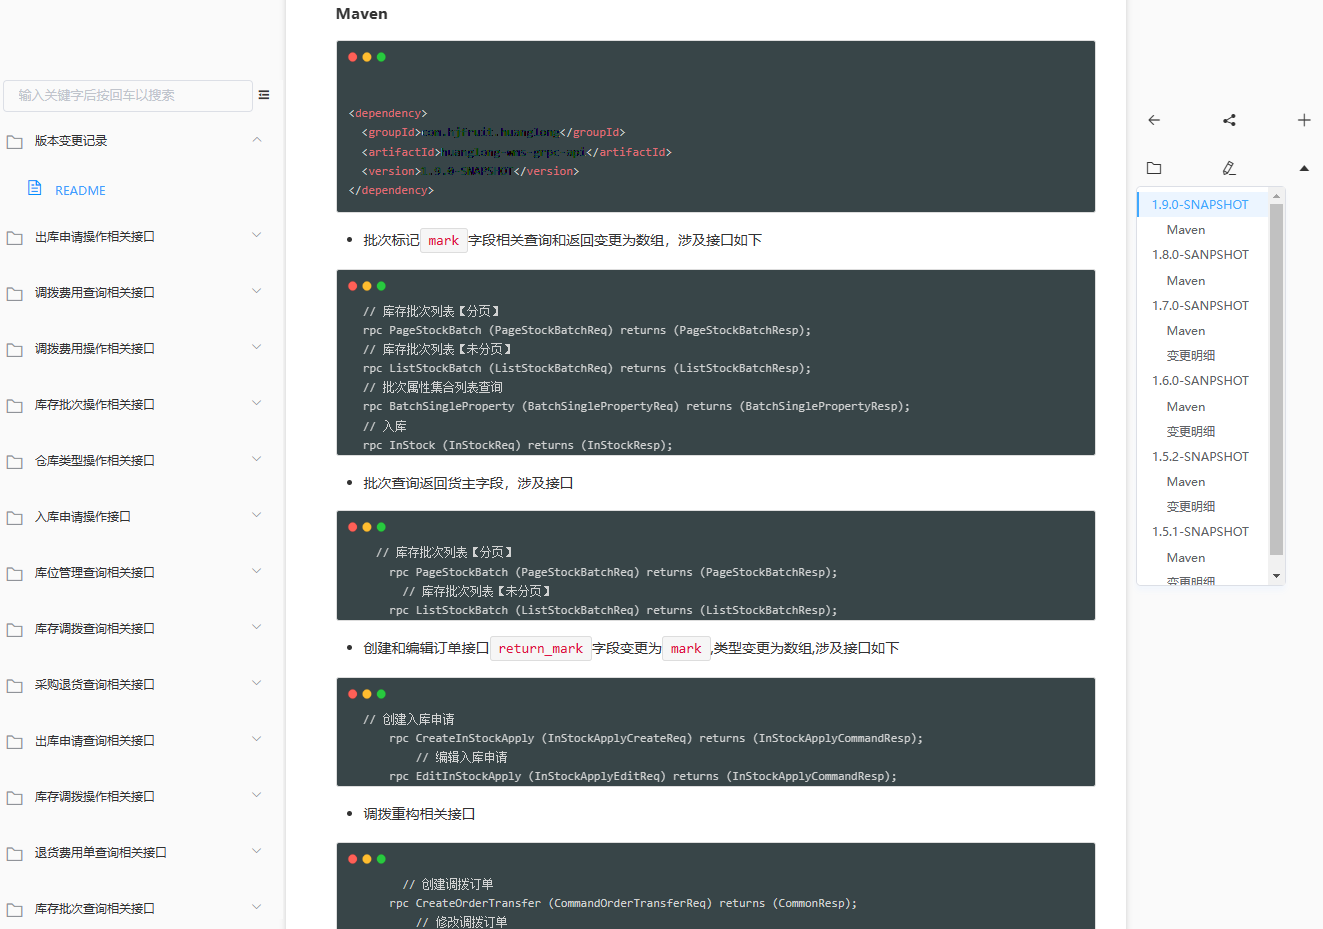 输入关键字后按回车以搜索
版本变更记录
README
出库申请操作相关接口
调拨费用查询相关接口
调拨费用操作相关接口
库存批次操作相关接口
仓库类型操作相关接口
入库申请操作接口
库位管理查询相关接口
库存调拨查询相关接口
采购退货查询相关接口
出库申请查询相关接口
库存调拨操作相关接口
退货费用单查询相关接口
库存批次查询相关接口
Maven
<dependency>
<groupId>com.hjfruit.huanglong</groupId>
<artifactId>huanglong-wms-grpc-api</artifactId>
<version>1.9.0-SNAPSHOT</version>
</dependency>
批次标记 mark 字段相关查询和返回变更为数组，涉及接口如下
// 库存批次列表【分页】
rpc PageStockBatch (PageStockBatchReq) returns (PageStockBatchResp);
// 库存批次列表【未分页】
rpc ListStockBatch (ListStockBatchReq) returns (ListStockBatchResp);
// 批次属性集合列表查询
rpc BatchSingleProperty (BatchSinglePropertyReq) returns (BatchSinglePropertyResp);
// 入库
rpc InStock (InStockReq) returns (InStockResp);
批次查询返回货主字段，涉及接口
// 库存批次列表【分页】
rpc PageStockBatch (PageStockBatchReq) returns (PageStockBatchResp);
// 库存批次列表【未分页】
rpc ListStockBatch (ListStockBatchReq) returns (ListStockBatchResp);
创建和编辑订单接口 return_mark 字段变更为 mark ,类型变更为数组,涉及接口如下
// 创建入库申请
rpc CreateInStockApply (InStockApplyCreateReq) returns (InStockApplyCommandResp);
// 编辑入库申请
rpc EditInStockApply (InStockApplyEditReq) returns (InStockApplyCommandResp);
调拨重构相关接口
// 创建调拨订单
rpc CreateOrderTransfer (CommandOrderTransferReq) returns (CommonResp);
// 修改调拨订单
1.9.0-SNAPSHOT
Maven
1.8.0-SANPSHOT
Maven
1.7.0-SANPSHOT
Maven
变更明细
1.6.0-SANPSHOT
Maven
变更明细
1.5.2-SNAPSHOT
Maven
变更明细
1.5.1-SNAPSHOT
Maven
变更明细